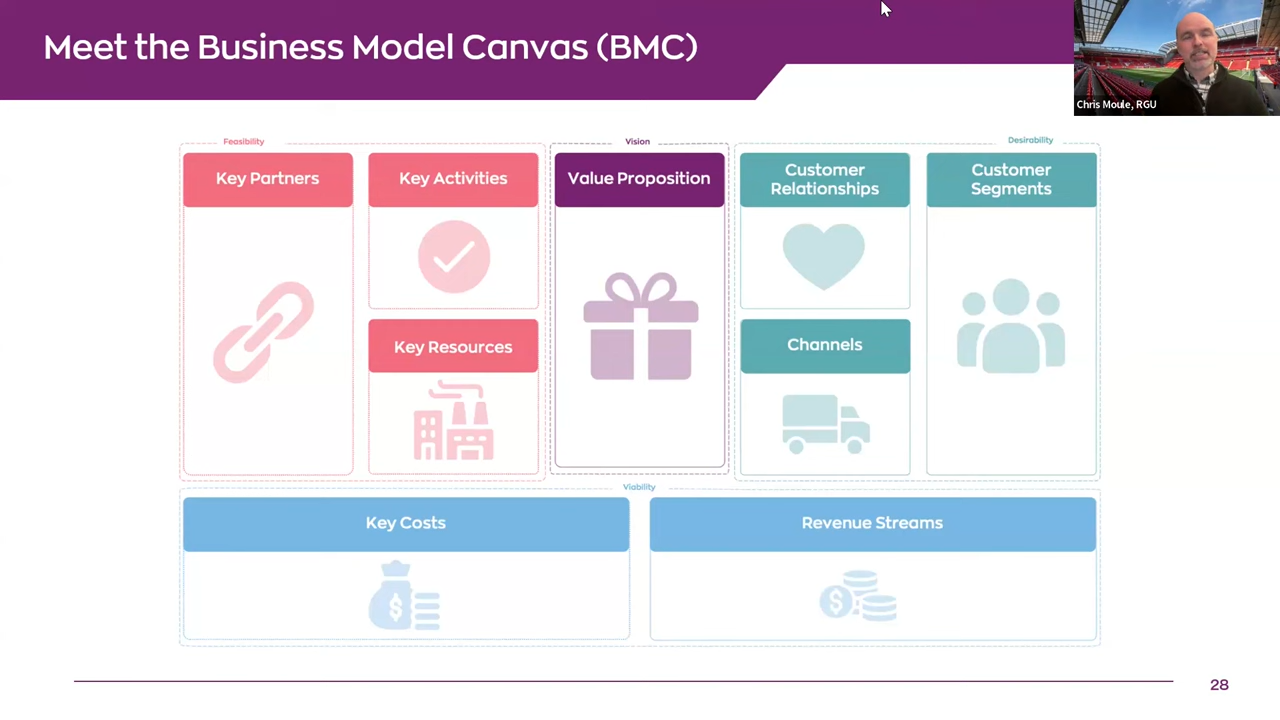 Meet the Business Model Canvas (BMC)
Chris Moule, RGU
Feasibility
Vision
Desirability
Key Partners
Key Activities
Value Proposition
Customer
Relationships
Customer
Segments
Key Resources
Channels
Viability
Key Costs
Revenue Streams
$
$
28